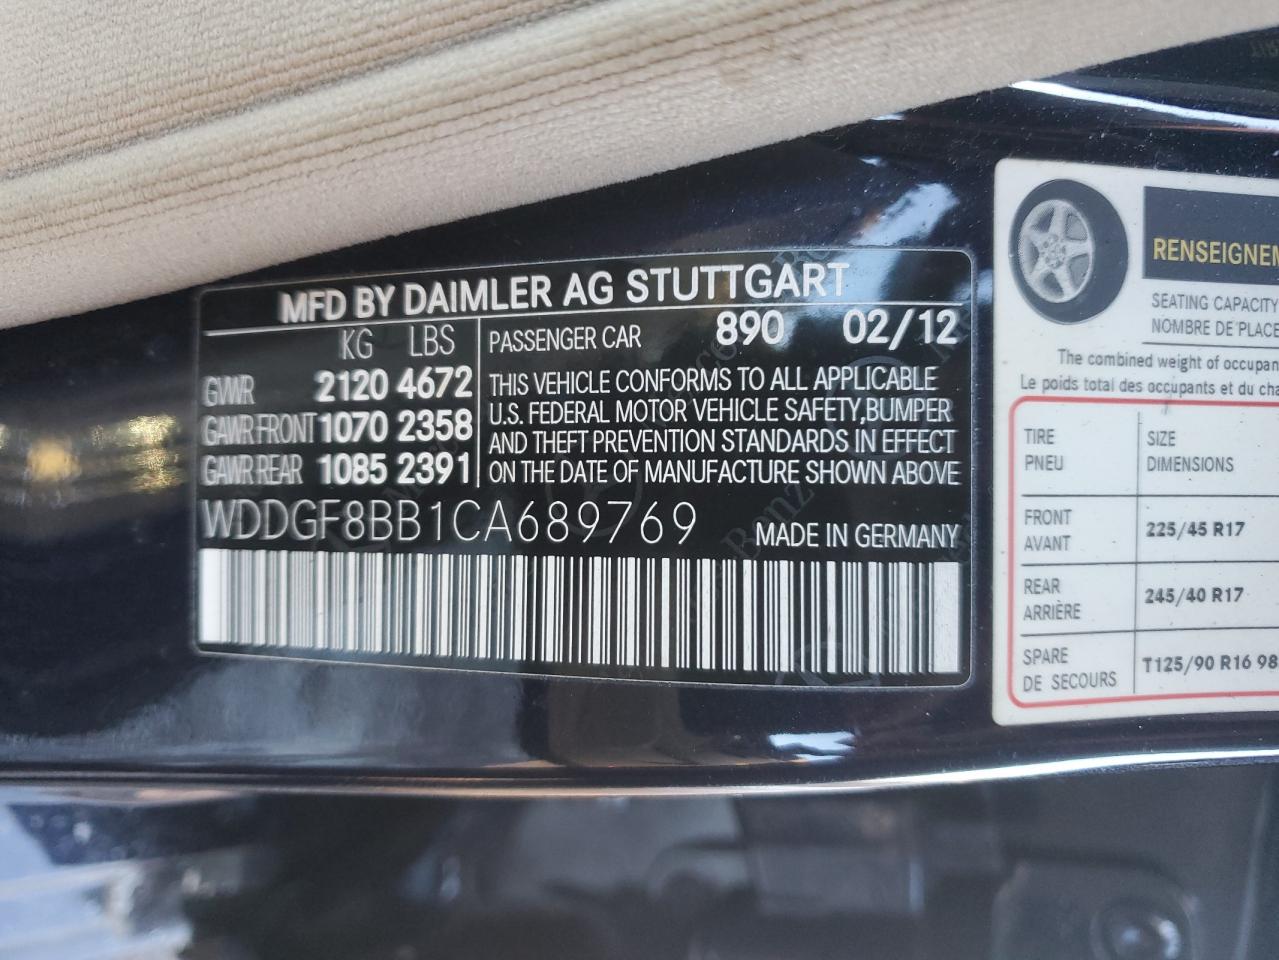 MFD BY DAIMLER AG STUTTGART
KG LBS
GWR 2120 4672
GAWR FRONT 1070 2358
GAWR REAR 1085 2391
PASSENGER CAR 890 02/12
THIS VEHICLE CONFORMS TO ALL APPLICABLE
U.S. FEDERAL MOTOR VEHICLE SAFETY, BUMPER
AND THEFT PREVENTION STANDARDS IN EFFECT
ON THE DATE OF MANUFACTURE SHOWN ABOVE
WDDGF8BB1CA689769
MADE IN GERMANY
RENSEIGNEM
SEATING CAPACITY
NOMBRE DE PLACE
The combined weight of occupan
Le poids total des occupants et du cha
TIRE SIZE
PNEU DIMENSIONS
FRONT
AVANT
225/45 R17
REAR
ARRIÈRE
245/40 R17
SPARE
DE SECOURS
T125/90 R16 98